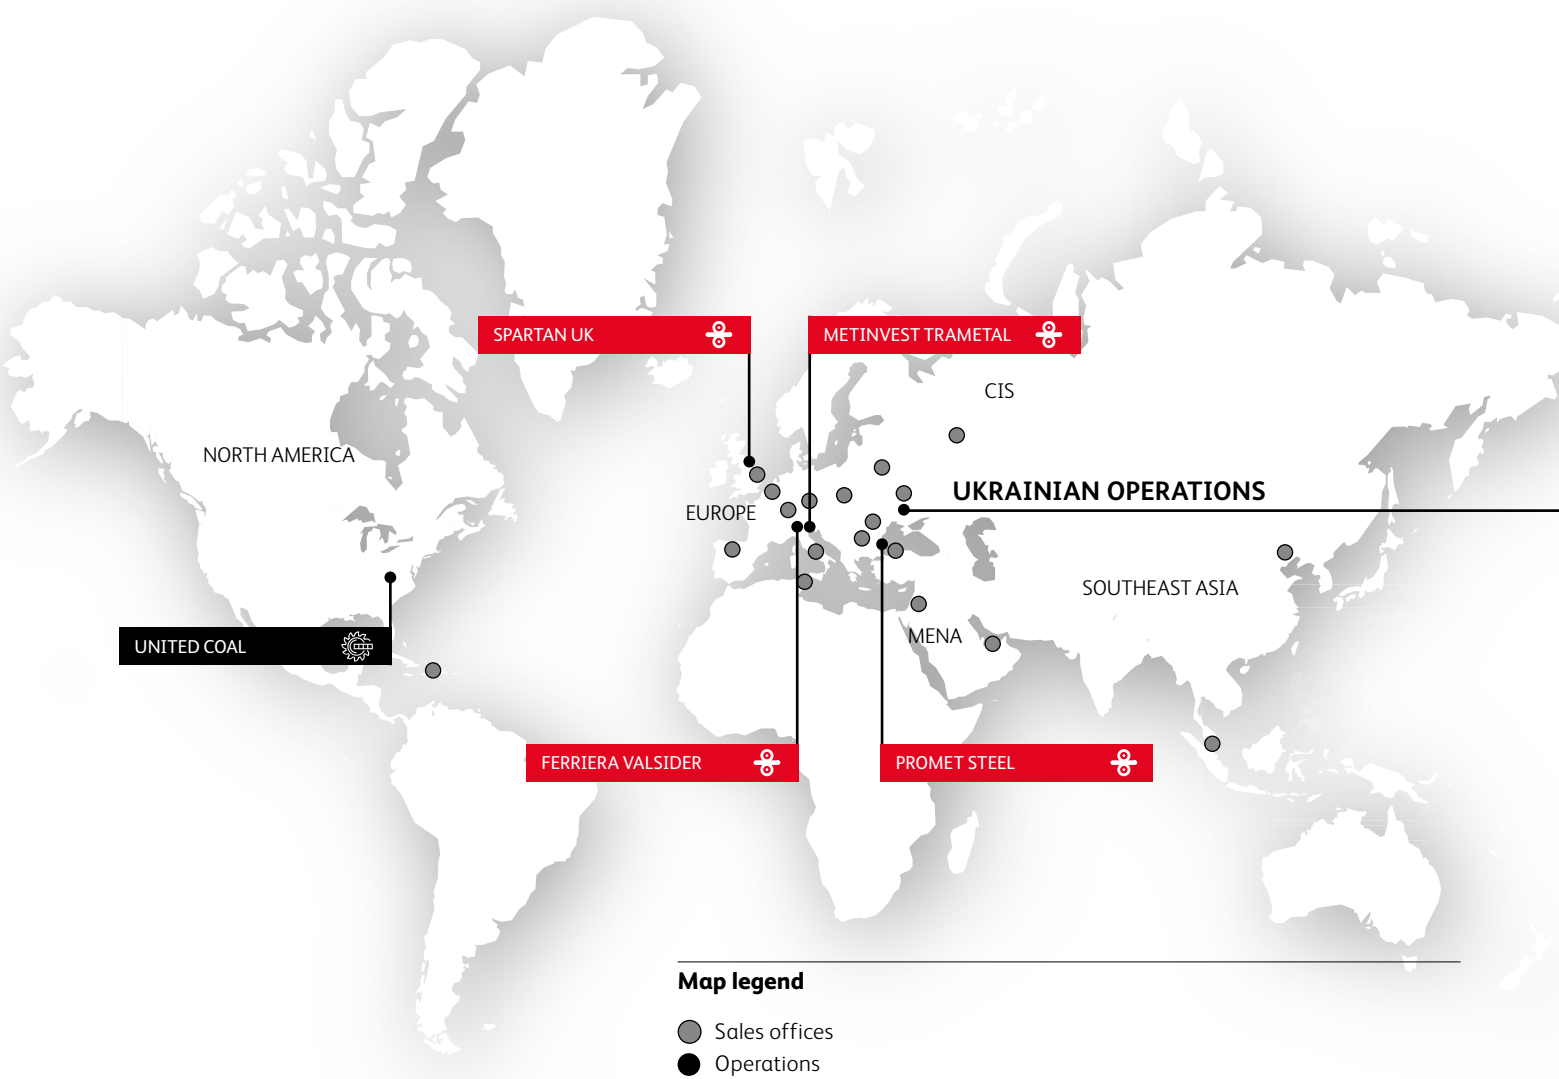 SPARTAN UK
METINVEST TRAMETAL
CIS
NORTH AMERICA
UKRAINIAN OPERATIONS
EUROPE
SOUTHEAST ASIA
MENA
UNITED COAL
FERRIERA VALSIDER
PROMET STEEL
Map legend
Sales offices
Operations